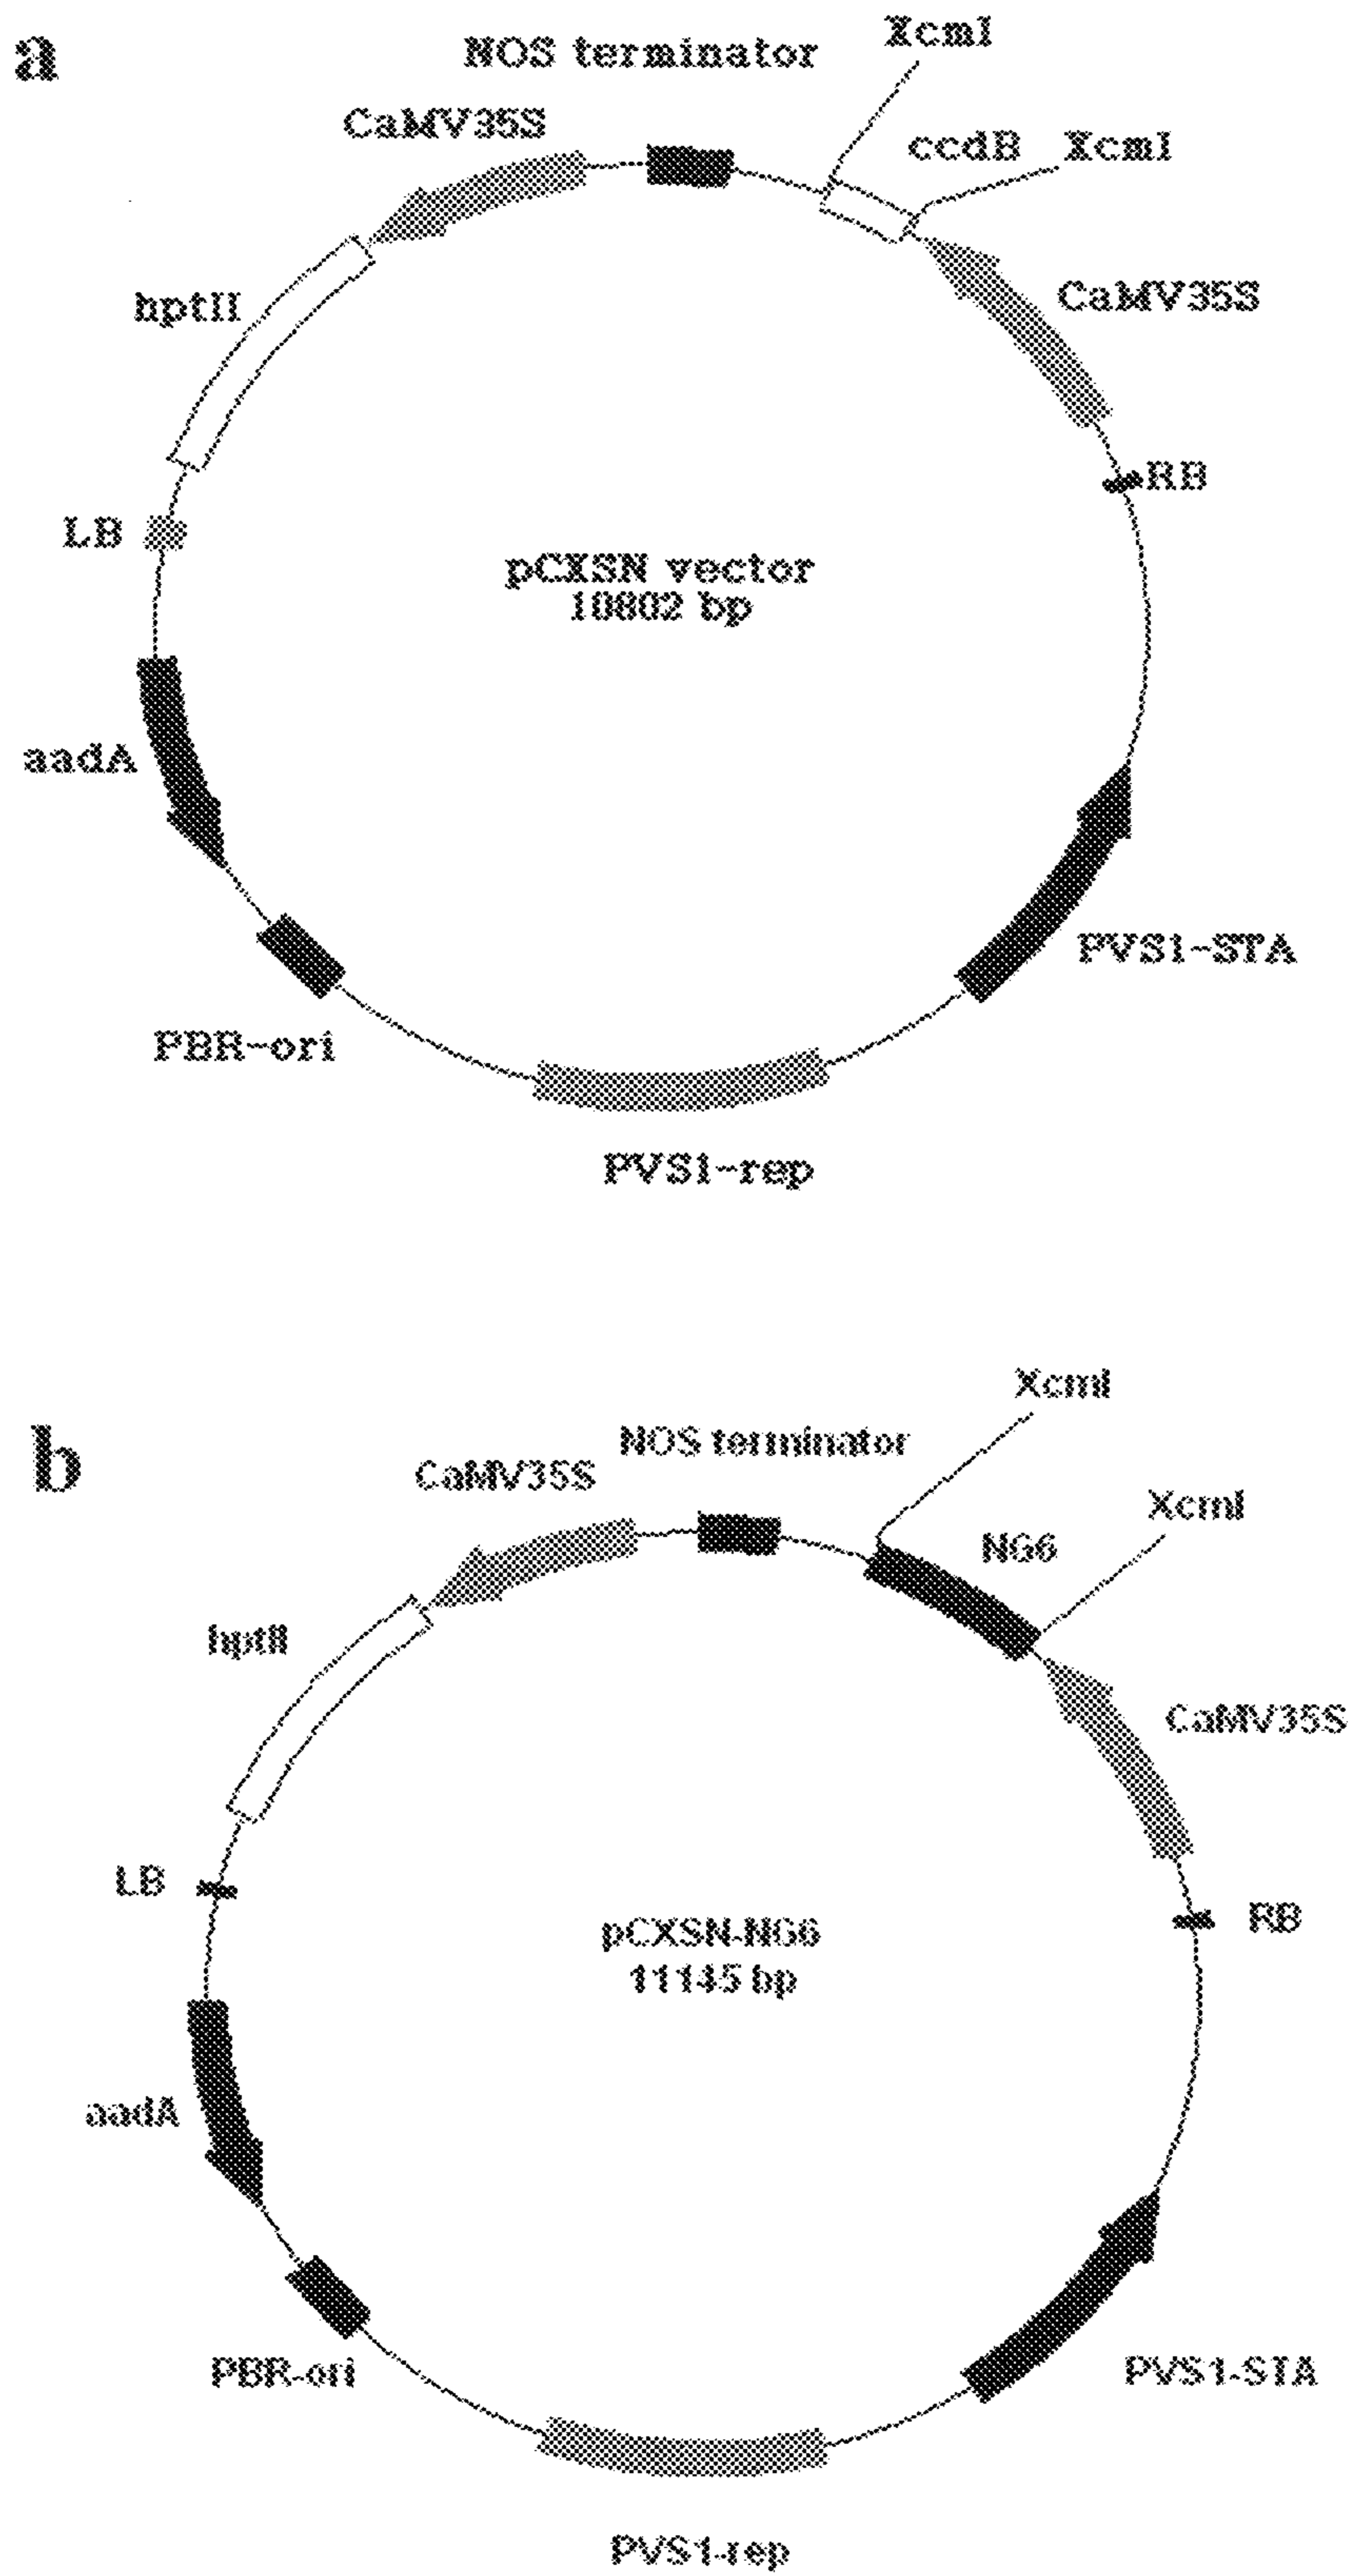 a
XcmI
NOS terminator
CaMV35S
ccdB
XcmI
hptII
CaMV35S
RB
LB
pCXSN vector
10802 bp
aadA
PVS1-STA
PBR-ori
PVS1-rep
b
XcmI
NOS terminator
CaMV35S
XcmI
NG6
hptII
CaMV35S
LB
RB
pCXSN-NG6
11145 bp
aadA
PBR-ori
PVS1-STA
PVS1-rep